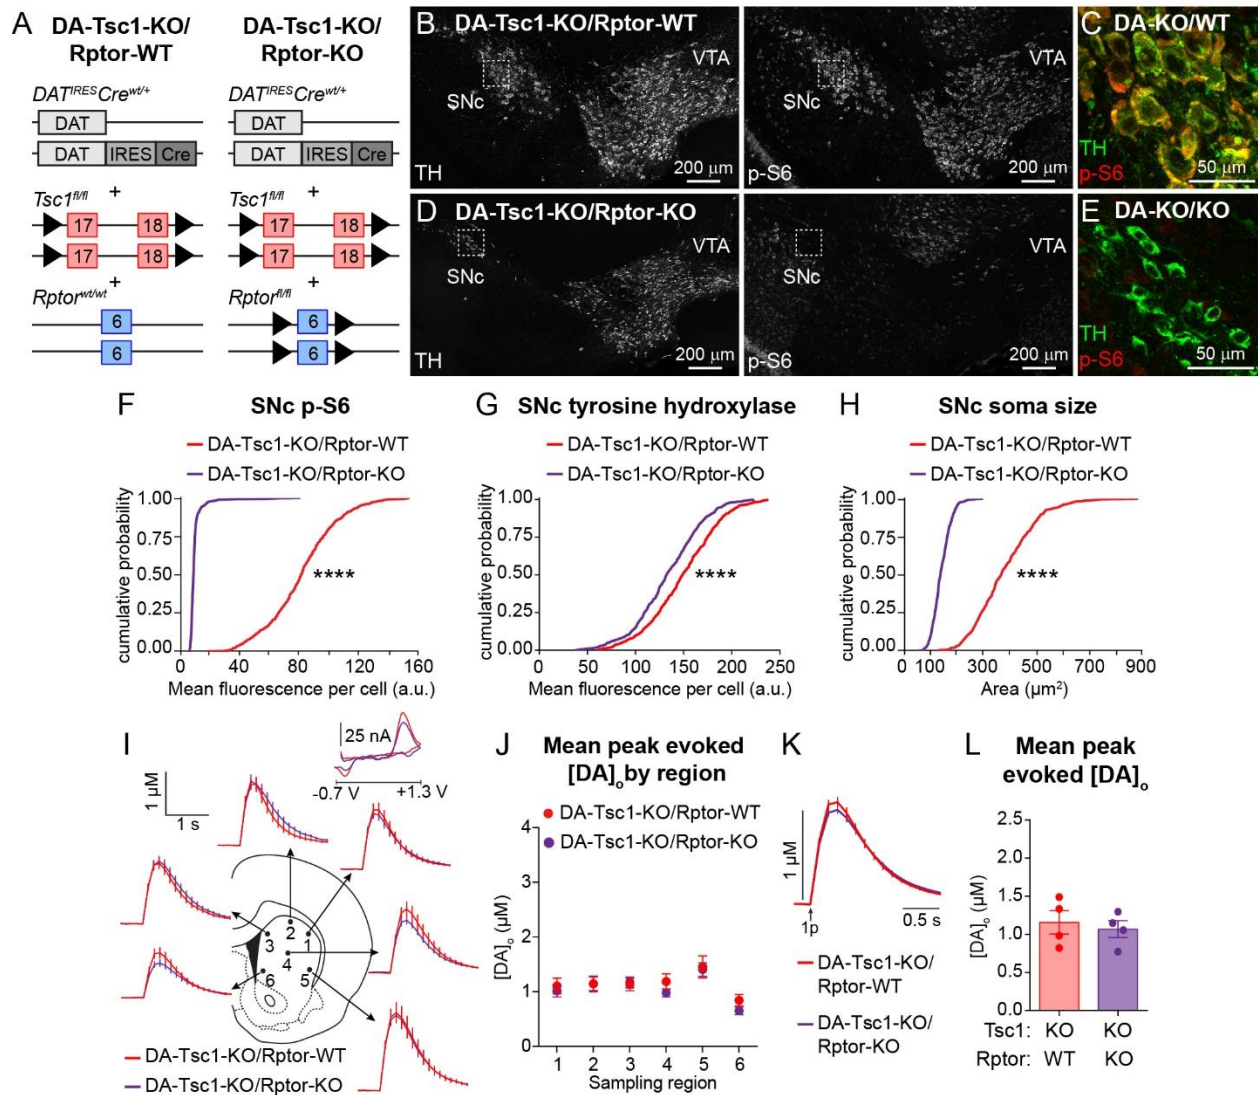 A
DA-Tsc1-KO/
Rptor-WT
DA-Tsc1-KO/
Rptor-KO
DAT^IRES Cre^wt/+
DAT^IRES Cre^wt/+
DAT
DAT
DAT IRES Cre
DAT IRES Cre
+
+
Tsc1^fl/fl
Tsc1^fl/fl
17 18
17 18
17 18
17 18
+
+
Rptor^wt/wt
Rptor^fl/fl
6
6
6
6
B DA-Tsc1-KO/Rptor-WT
VTA
SNc
TH
200 µm
VTA
SNc
p-S6
200 µm
C DA-KO/WT
TH
p-S6
50 µm
D DA-Tsc1-KO/Rptor-KO
VTA
SNc
TH
200 µm
VTA
SNc
p-S6
200 µm
E DA-KO/KO
TH
p-S6
50 µm
F SNc p-S6
DA-Tsc1-KO/Rptor-WT
DA-Tsc1-KO/Rptor-KO
cumulative probability
1.00
0.75
0.50
0.25
0.00
****
0 40 80 120 160
Mean fluorescence per cell (a.u.)
G SNc tyrosine hydroxylase
DA-Tsc1-KO/Rptor-WT
DA-Tsc1-KO/Rptor-KO
cumulative probability
1.00
0.75
0.50
0.25
0.00
****
0 50 100 150 200 250
Mean fluorescence per cell (a.u.)
H SNc soma size
DA-Tsc1-KO/Rptor-WT
DA-Tsc1-KO/Rptor-KO
cumulative probability
1.00
0.75
0.50
0.25
0.00
****
0 100 300 500 700 900
Area (µm²)
I
1 µM
1 s
25 nA
-0.7 V +1.3 V
2
3 1
4
6 5
DA-Tsc1-KO/Rptor-WT
DA-Tsc1-KO/Rptor-KO
J Mean peak evoked
[DA]ₒ by region
DA-Tsc1-KO/Rptor-WT
DA-Tsc1-KO/Rptor-KO
[DA]ₒ (µM)
4
3
2
1
0
1 2 3 4 5 6
Sampling region
K
1 µM
1p
0.5 s
DA-Tsc1-KO/
Rptor-WT
DA-Tsc1-KO/
Rptor-KO
L Mean peak
evoked [DA]ₒ
[DA]ₒ (µM)
2.5
2.0
1.5
1.0
0.5
0.0
Tsc1: KO KO
Rptor: WT KO